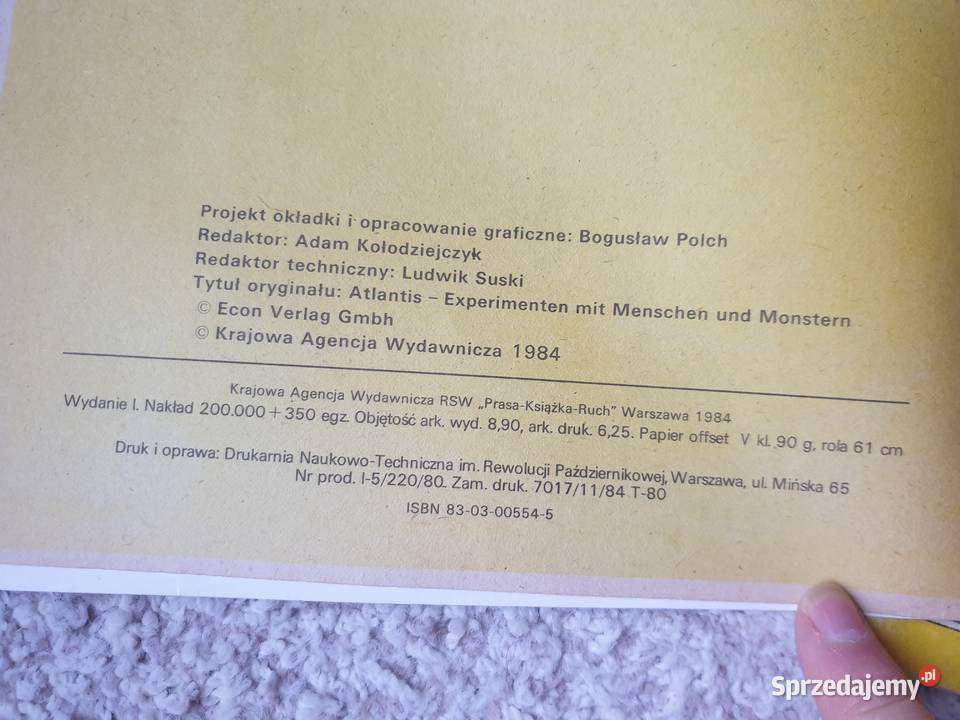 Projekt okładki i opracowanie graficzne: Bogusław Polch
Redaktor: Adam Kołodziejczyk
Redaktor techniczny: Ludwik Suski
Tytuł oryginału: Atlantis – Experimenten mit Menschen und Monstern
© Econ Verlag Gmbh
© Krajowa Agencja Wydawnicza 1984
Krajowa Agencja Wydawnicza RSW „Prasa-Książka-Ruch” Warszawa 1984
Wydanie I. Nakład 200.000 + 350 egz. Objętość ark. wyd. 8,90, ark. druk. 6,25. Papier offset V kl. 90 g, rola 61 cm
Druk i oprawa: Drukarnia Naukowo-Techniczna im. Rewolucji Październikowej, Warszawa, ul. Mińska 65
Nr prod. I-5/220/80. Zam. druk. 7017/11/84 T-80
ISBN 83-03-00554-5
Sprzedajemy.pl